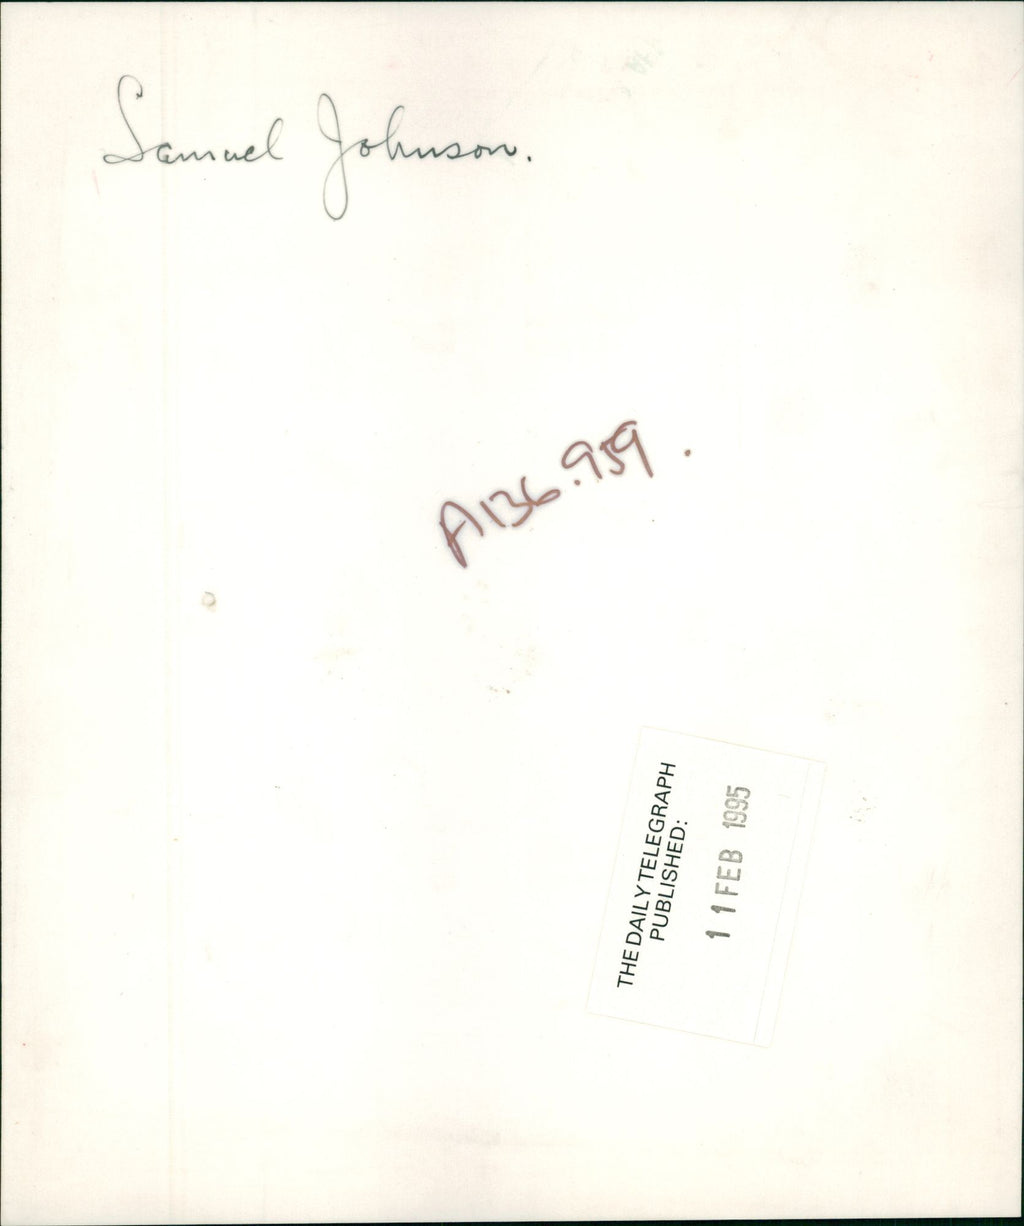 Samuel Johnson.
A136.959.
THE DAILY TELEGRAPH
PUBLISHED:
11 FEB 1995